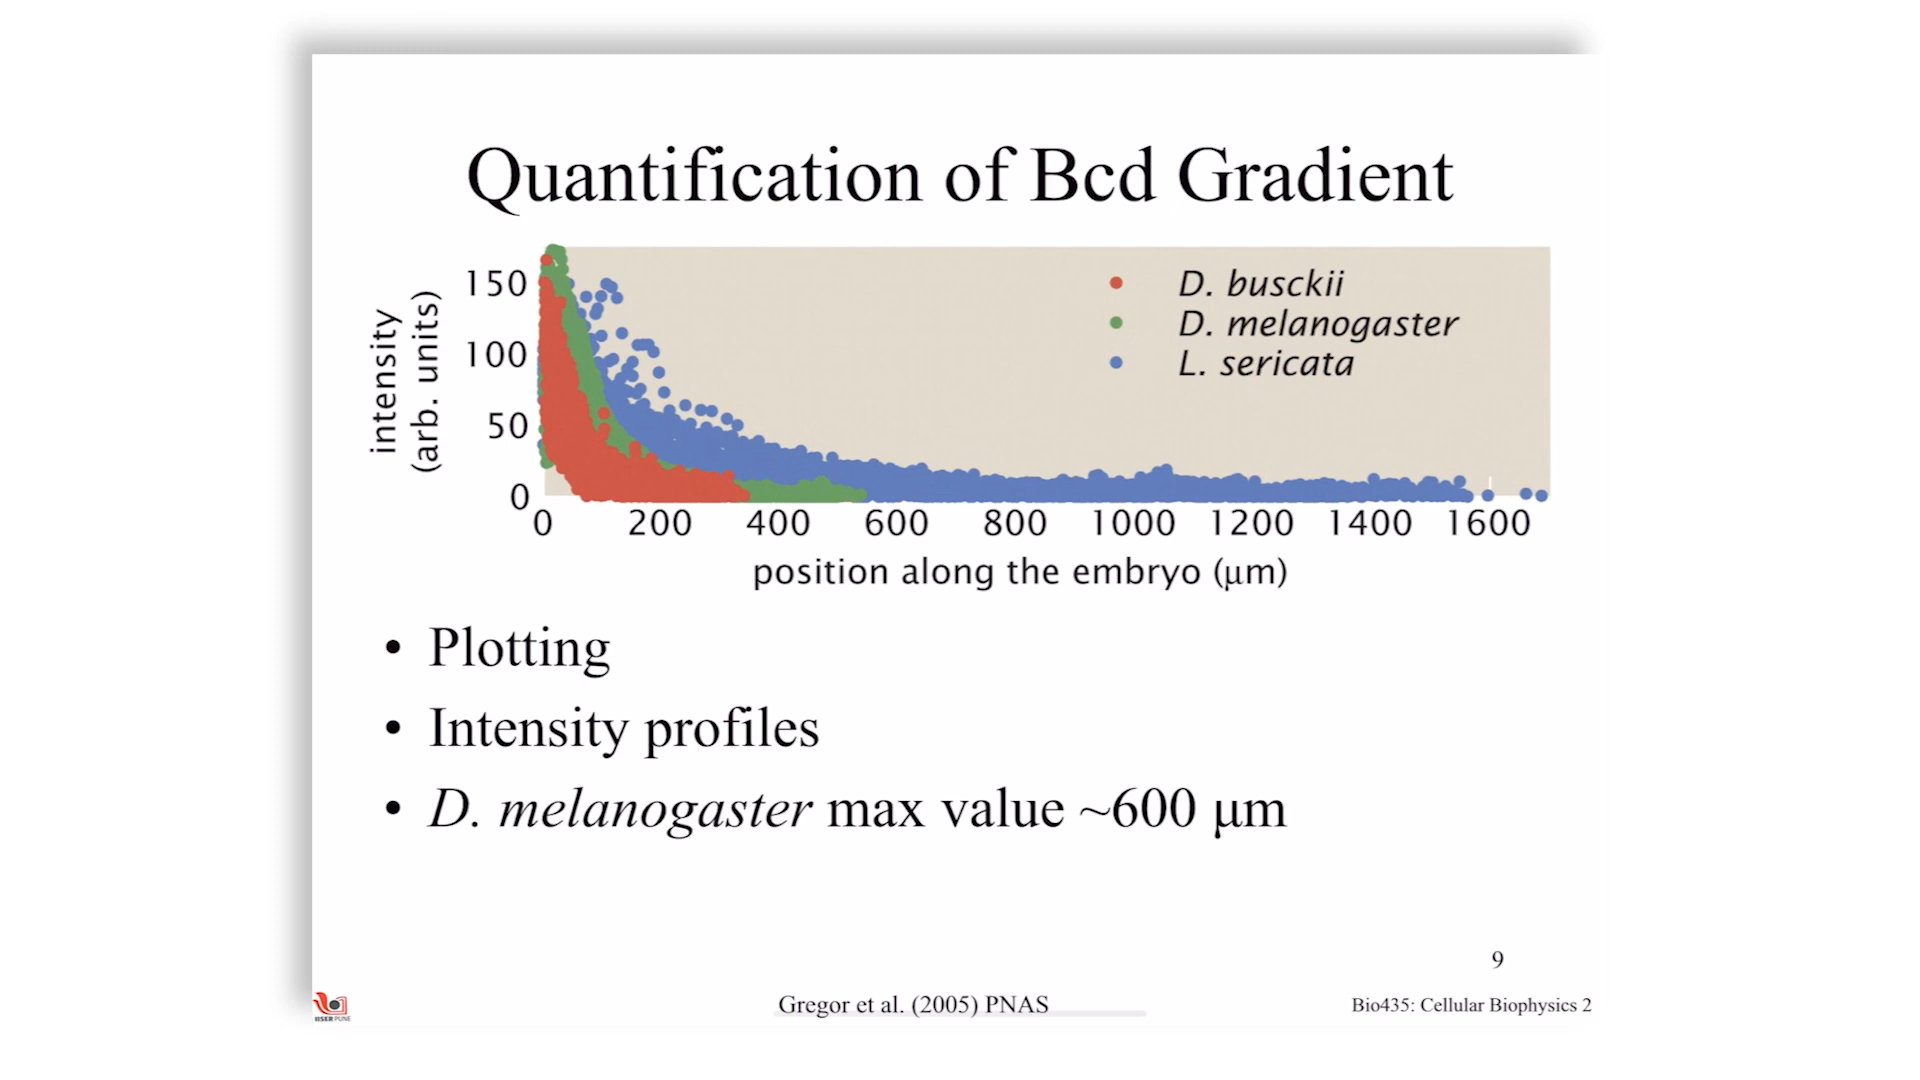 Quantification of Bcd Gradient
intensity
(arb. units)
150
100
50
0
D. busckii
D. melanogaster
L. sericata
0 200 400 600 800 1000 1200 1400 1600
position along the embryo (μm)
• Plotting
• Intensity profiles
• D. melanogaster max value ~600 μm
9
IISER PUNE
Gregor et al. (2005) PNAS
Bio435: Cellular Biophysics 2